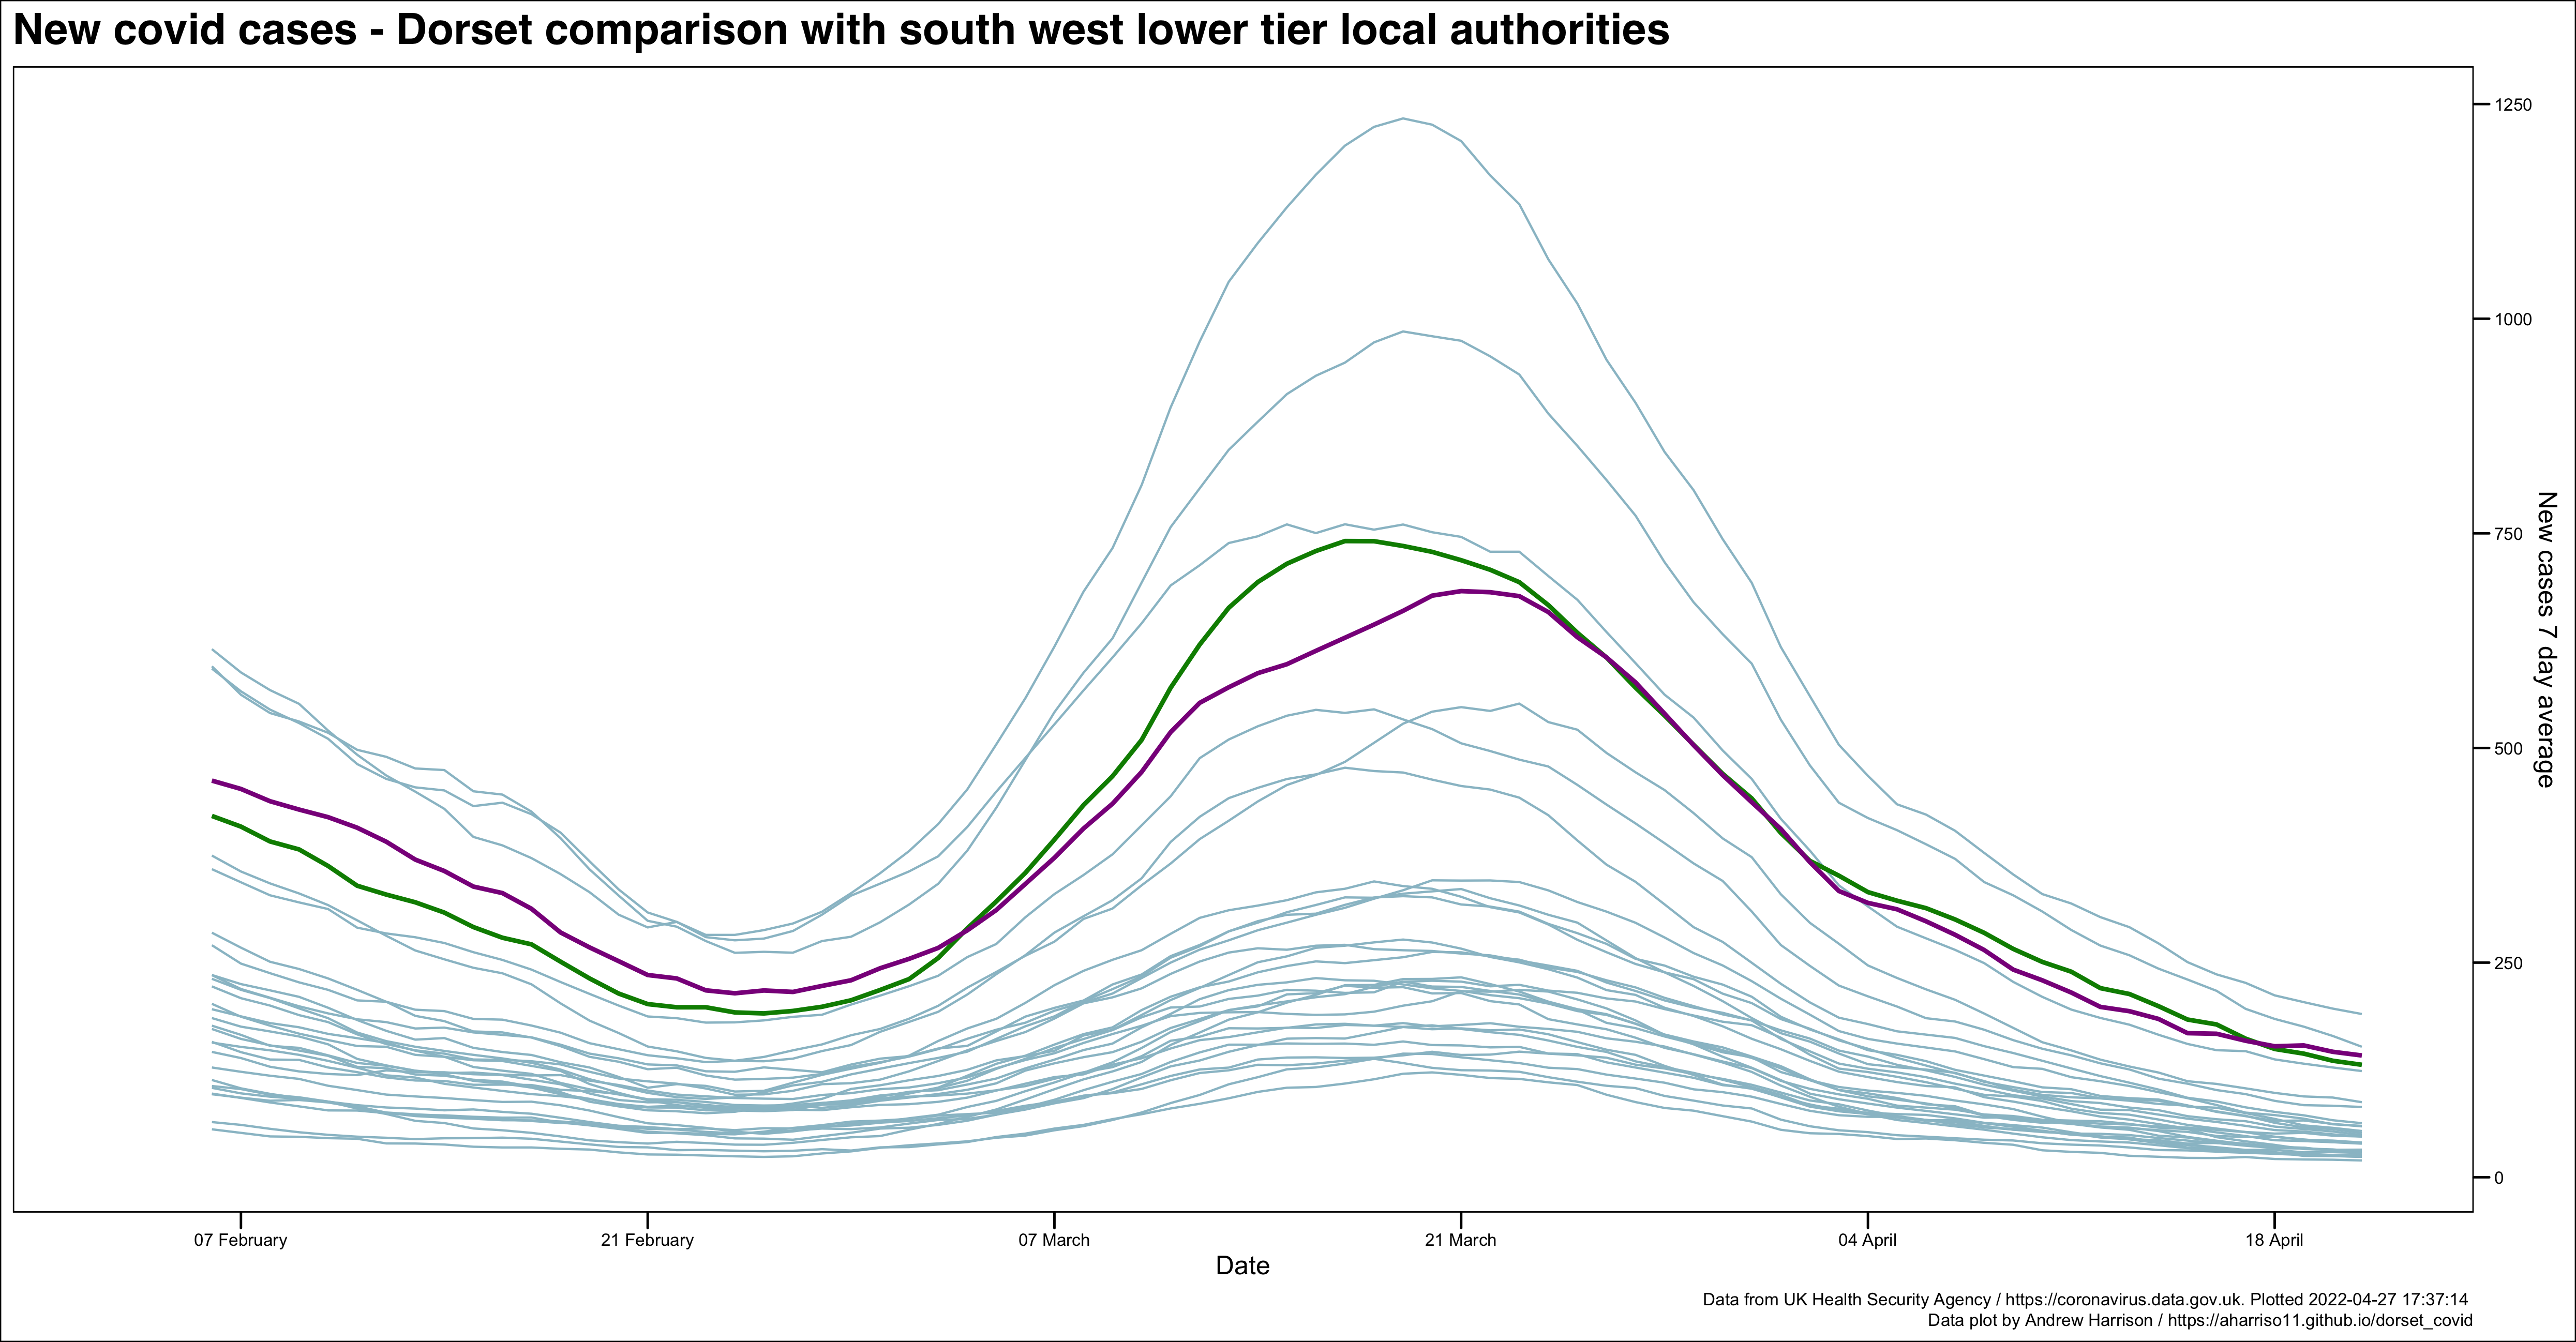 New covid cases - Dorset comparison with south west lower tier local authorities
1250
1000
750
500
250
0
New cases 7 day average
07 February
21 February
07 March
21 March
04 April
18 April
Date
Data from UK Health Security Agency / https://coronavirus.data.gov.uk. Plotted 2022-04-27 17:37:14
Data plot by Andrew Harrison / https://aharriso11.github.io/dorset_covid